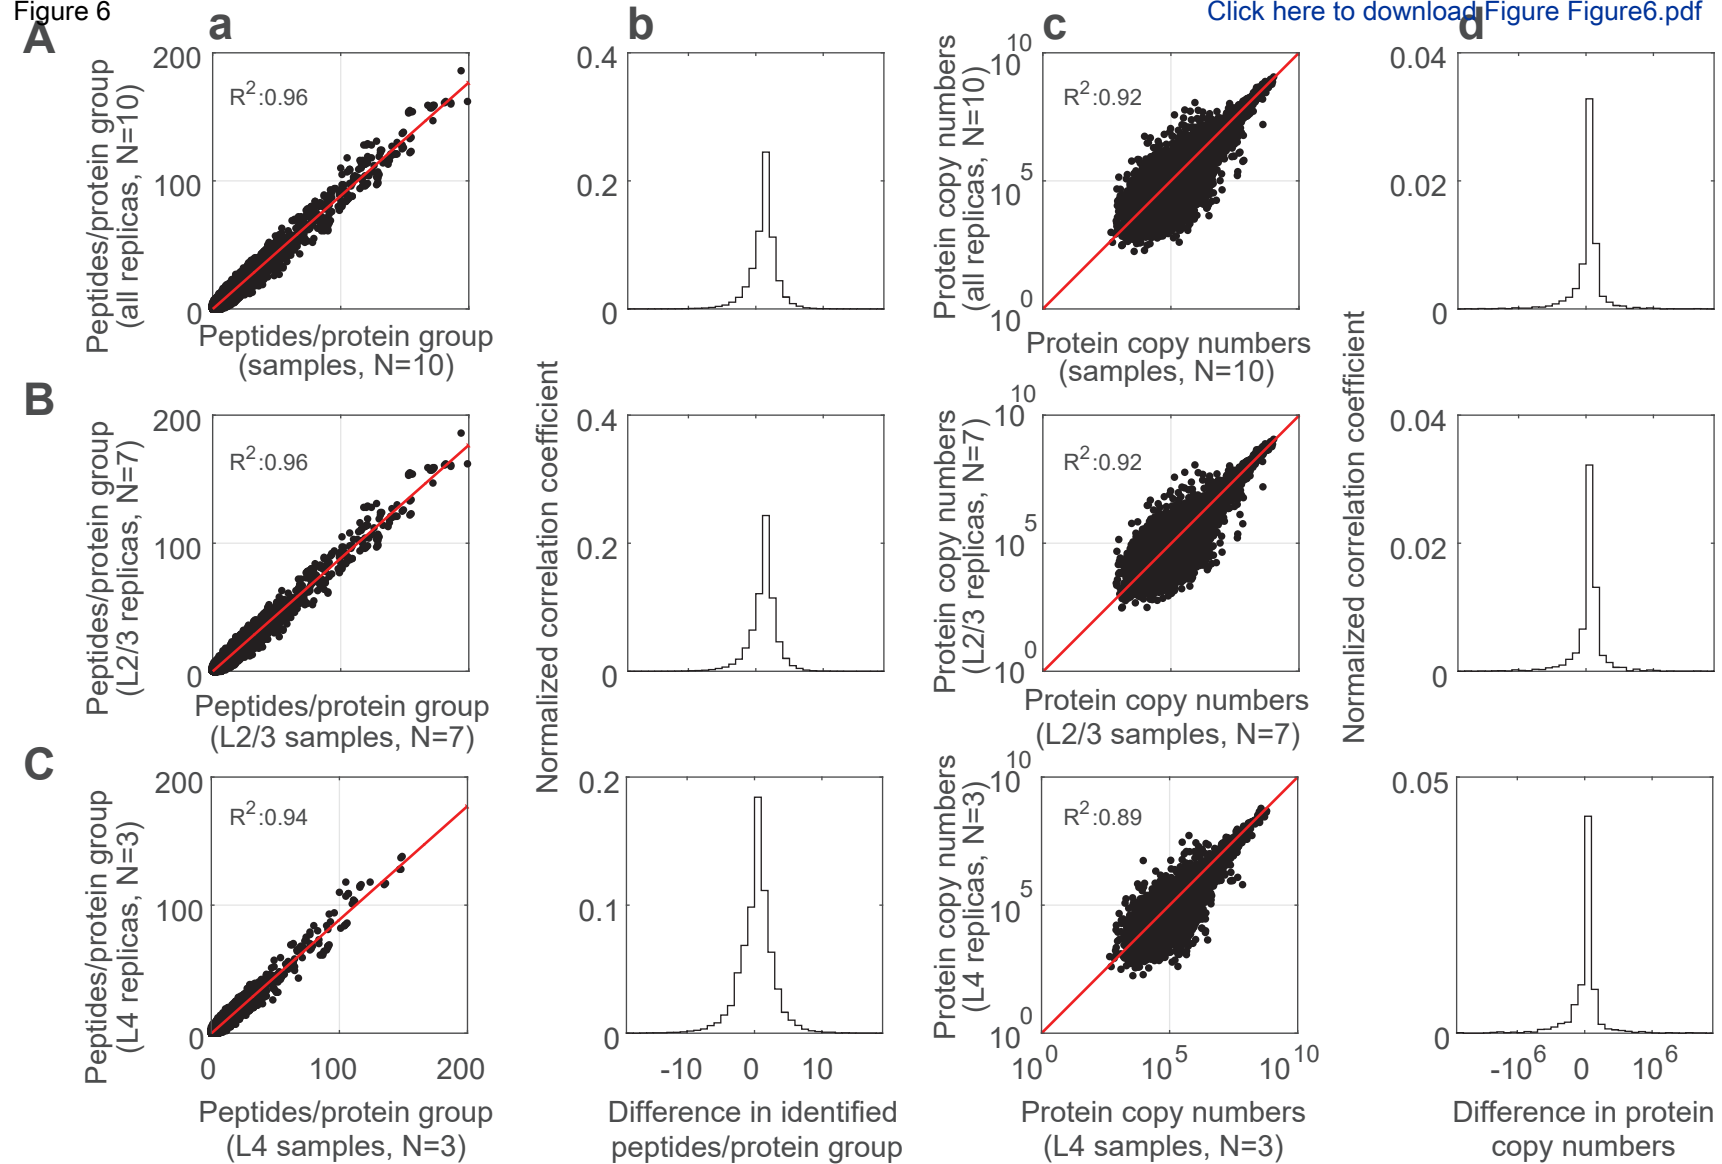 Figure 6
Click here to download Figure Figure6.pdf
a
b
c
d
A
200
100
0
R2:0.96
Peptides/protein group
(all replicas, N=10)
Peptides/protein group
(samples, N=10)
0.4
0.2
0
10^10
10^5
10^0
R2:0.92
Protein copy numbers
(all replicas, N=10)
Protein copy numbers
(samples, N=10)
0.04
0.02
0
B
200
100
0
R2:0.96
Peptides/protein group
(L2/3 replicas, N=7)
Peptides/protein group
(L2/3 samples, N=7)
Normalized correlation coefficient
0.4
0.2
0
10^10
10^5
10^0
R2:0.92
Protein copy numbers
(L2/3 replicas, N=7)
Protein copy numbers
(L2/3 samples, N=7)
Normalized correlation coefficient
0.04
0.02
0
C
200
100
0
R2:0.94
Peptides/protein group
(L4 replicas, N=3)
0 100 200
Peptides/protein group
(L4 samples, N=3)
0.2
0.1
0
-10 0 10
Difference in identified
peptides/protein group
10^10
10^5
10^0
R2:0.89
Protein copy numbers
(L4 replicas, N=3)
10^0 10^5 10^10
Protein copy numbers
(L4 samples, N=3)
0.05
0
-10^6 0 10^6
Difference in protein
copy numbers